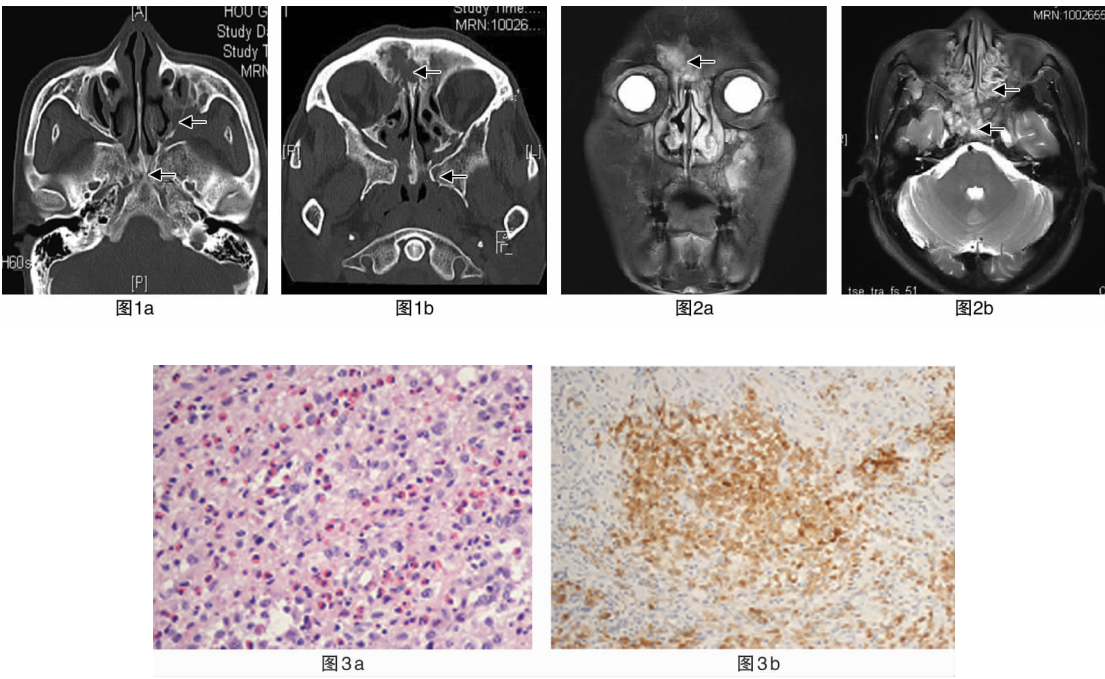 [A]
HOU G
Study Da
Study T
MRN
[P]
H60s
图1a
Study Time:...
MRN:10026...
[R]
[L]
图1b
图2a
MRN:1002655
tse_tra_fs_51
图2b
图3a
图3b